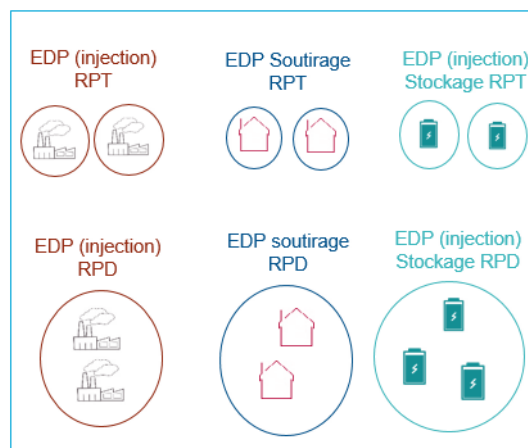 EDP (injection)
RPT
EDP Soutirage
RPT
EDP (injection)
Stockage RPT
EDP (injection)
RPD
EDP soutirage
RPD
EDP (injection)
Stockage RPD